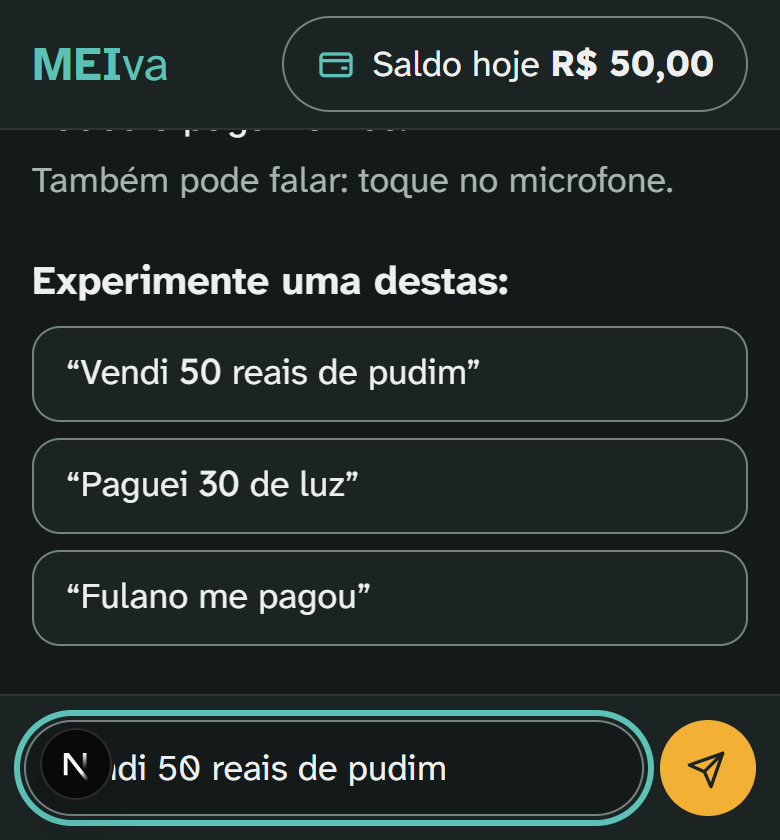 MEIva
Saldo hoje R$ 50,00
Também pode falar: toque no microfone.
Experimente uma destas:
“Vendi 50 reais de pudim”
“Paguei 30 de luz”
“Fulano me pagou”
N
di 50 reais de pudim